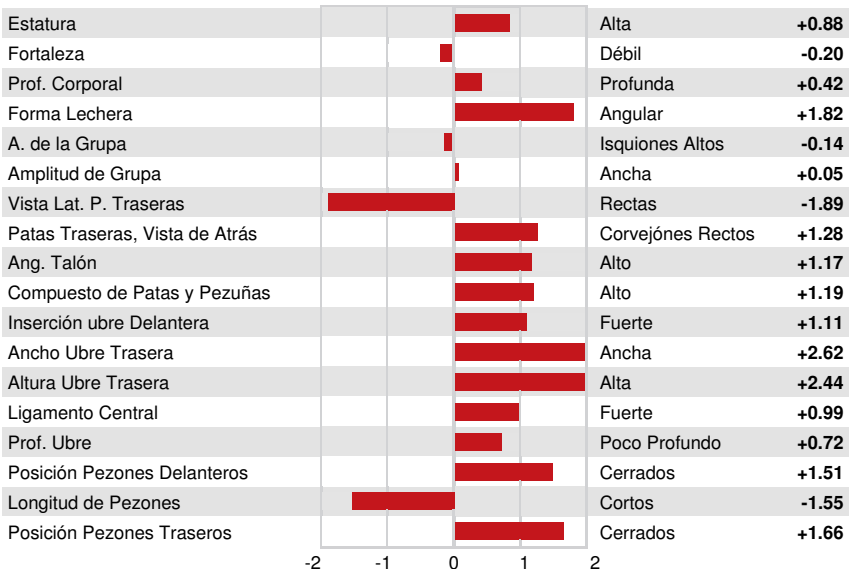 Estatura Alta +0.88
Fortaleza Débil -0.20
Prof. Corporal Profunda +0.42
Forma Lechera Angular +1.82
A. de la Grupa Isquiones Altos -0.14
Amplitud de Grupa Ancha +0.05
Vista Lat. P. Traseras Rectas -1.89
Patas Traseras, Vista de Atrás Corvejónes Rectos +1.28
Ang. Talón Alto +1.17
Compuesto de Patas y Pezuñas Alto +1.19
Inserción ubre Delantera Fuerte +1.11
Ancho Ubre Trasera Ancha +2.62
Altura Ubre Trasera Alta +2.44
Ligamento Central Fuerte +0.99
Prof. Ubre Poco Profundo +0.72
Posición Pezones Delanteros Cerrados +1.51
Longitud de Pezones Cortos -1.55
Posición Pezones Traseros Cerrados +1.66
-2 -1 0 1 2